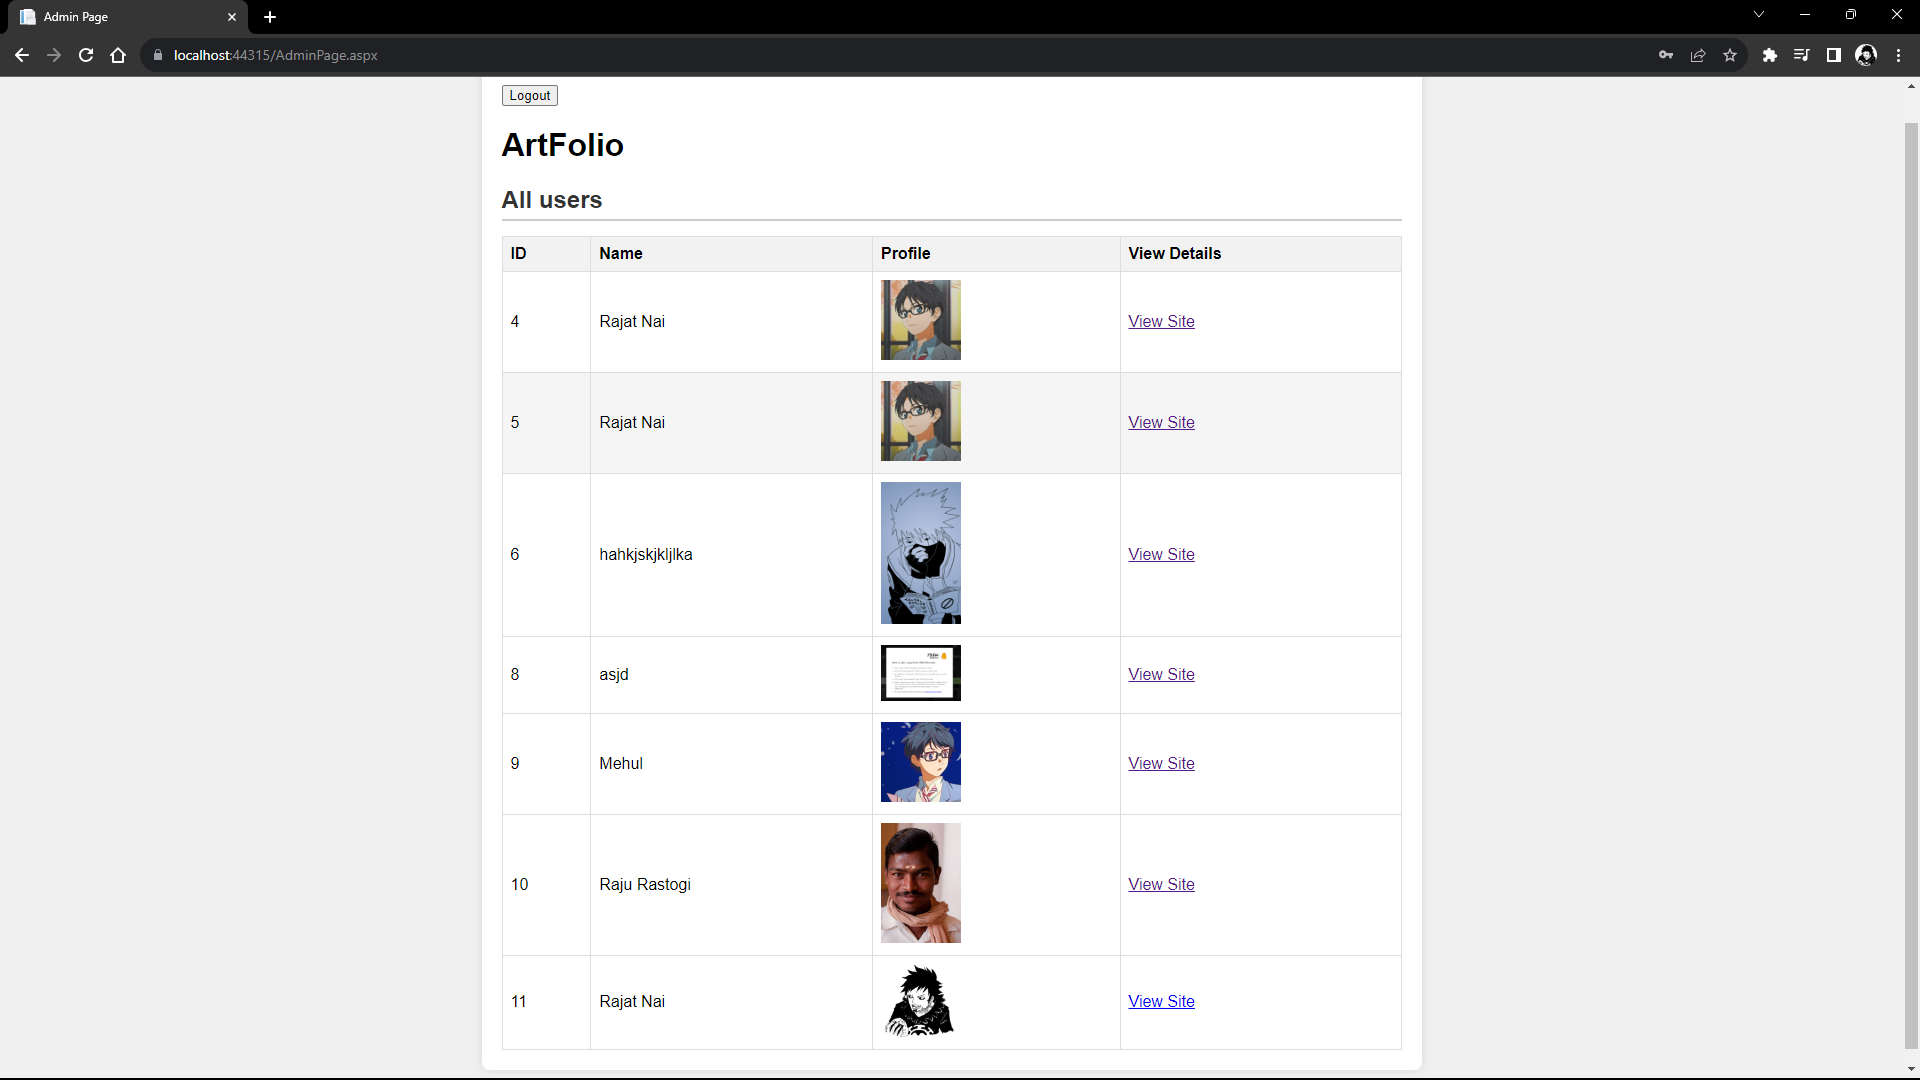 Admin Page
localhost:44315/AdminPage.aspx
Logout
ArtFolio
All users
ID Name Profile View Details
4 Rajat Nai View Site
5 Rajat Nai View Site
6 hahkjskjkljlka View Site
8 asjd View Site
9 Mehul View Site
10 Raju Rastogi View Site
11 Rajat Nai View Site